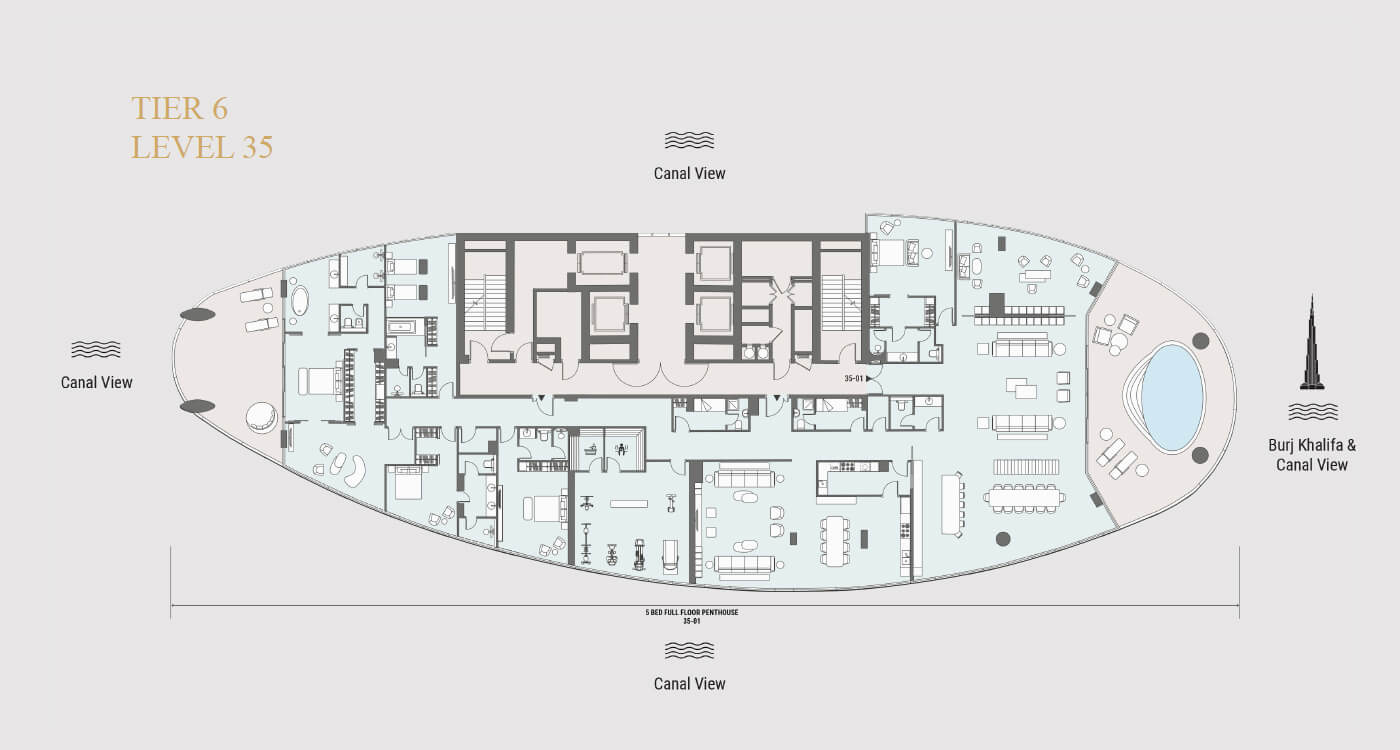 TIER 6
LEVEL 35
Canal View
Canal View
35-01
Burj Khalifa &
Canal View
5 BED FULL FLOOR PENTHOUSE
35-01
Canal View